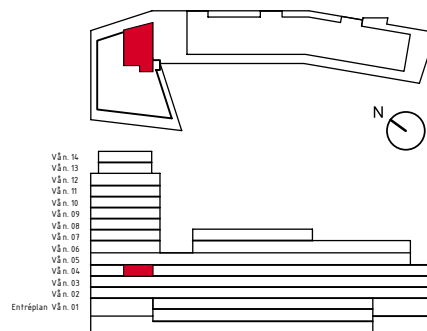 N
Vån. 14
Vån. 13
Vån. 12
Vån. 11
Vån. 10
Vån. 09
Vån. 08
Vån. 07
Vån. 06
Vån. 05
Vån. 04
Vån. 03
Vån. 02
Entréplan Vån. 01